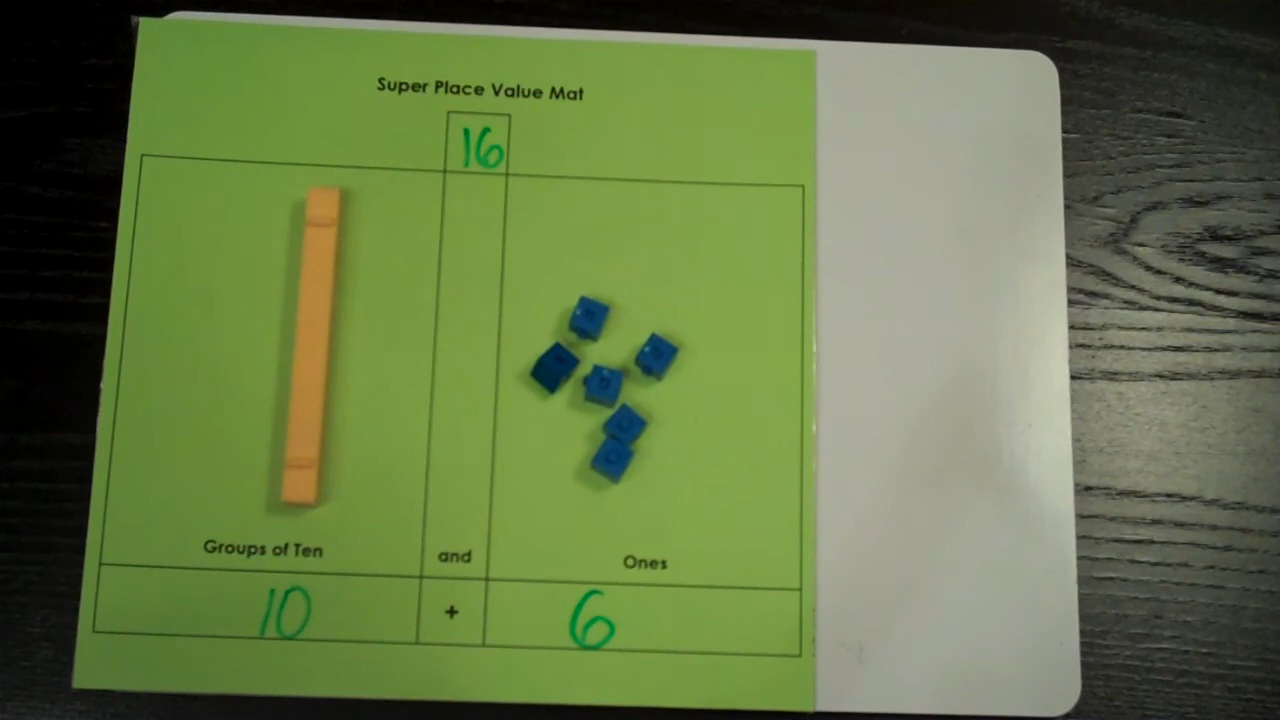 Super Place Value Mat
16
Groups of Ten and Ones
10 + 6